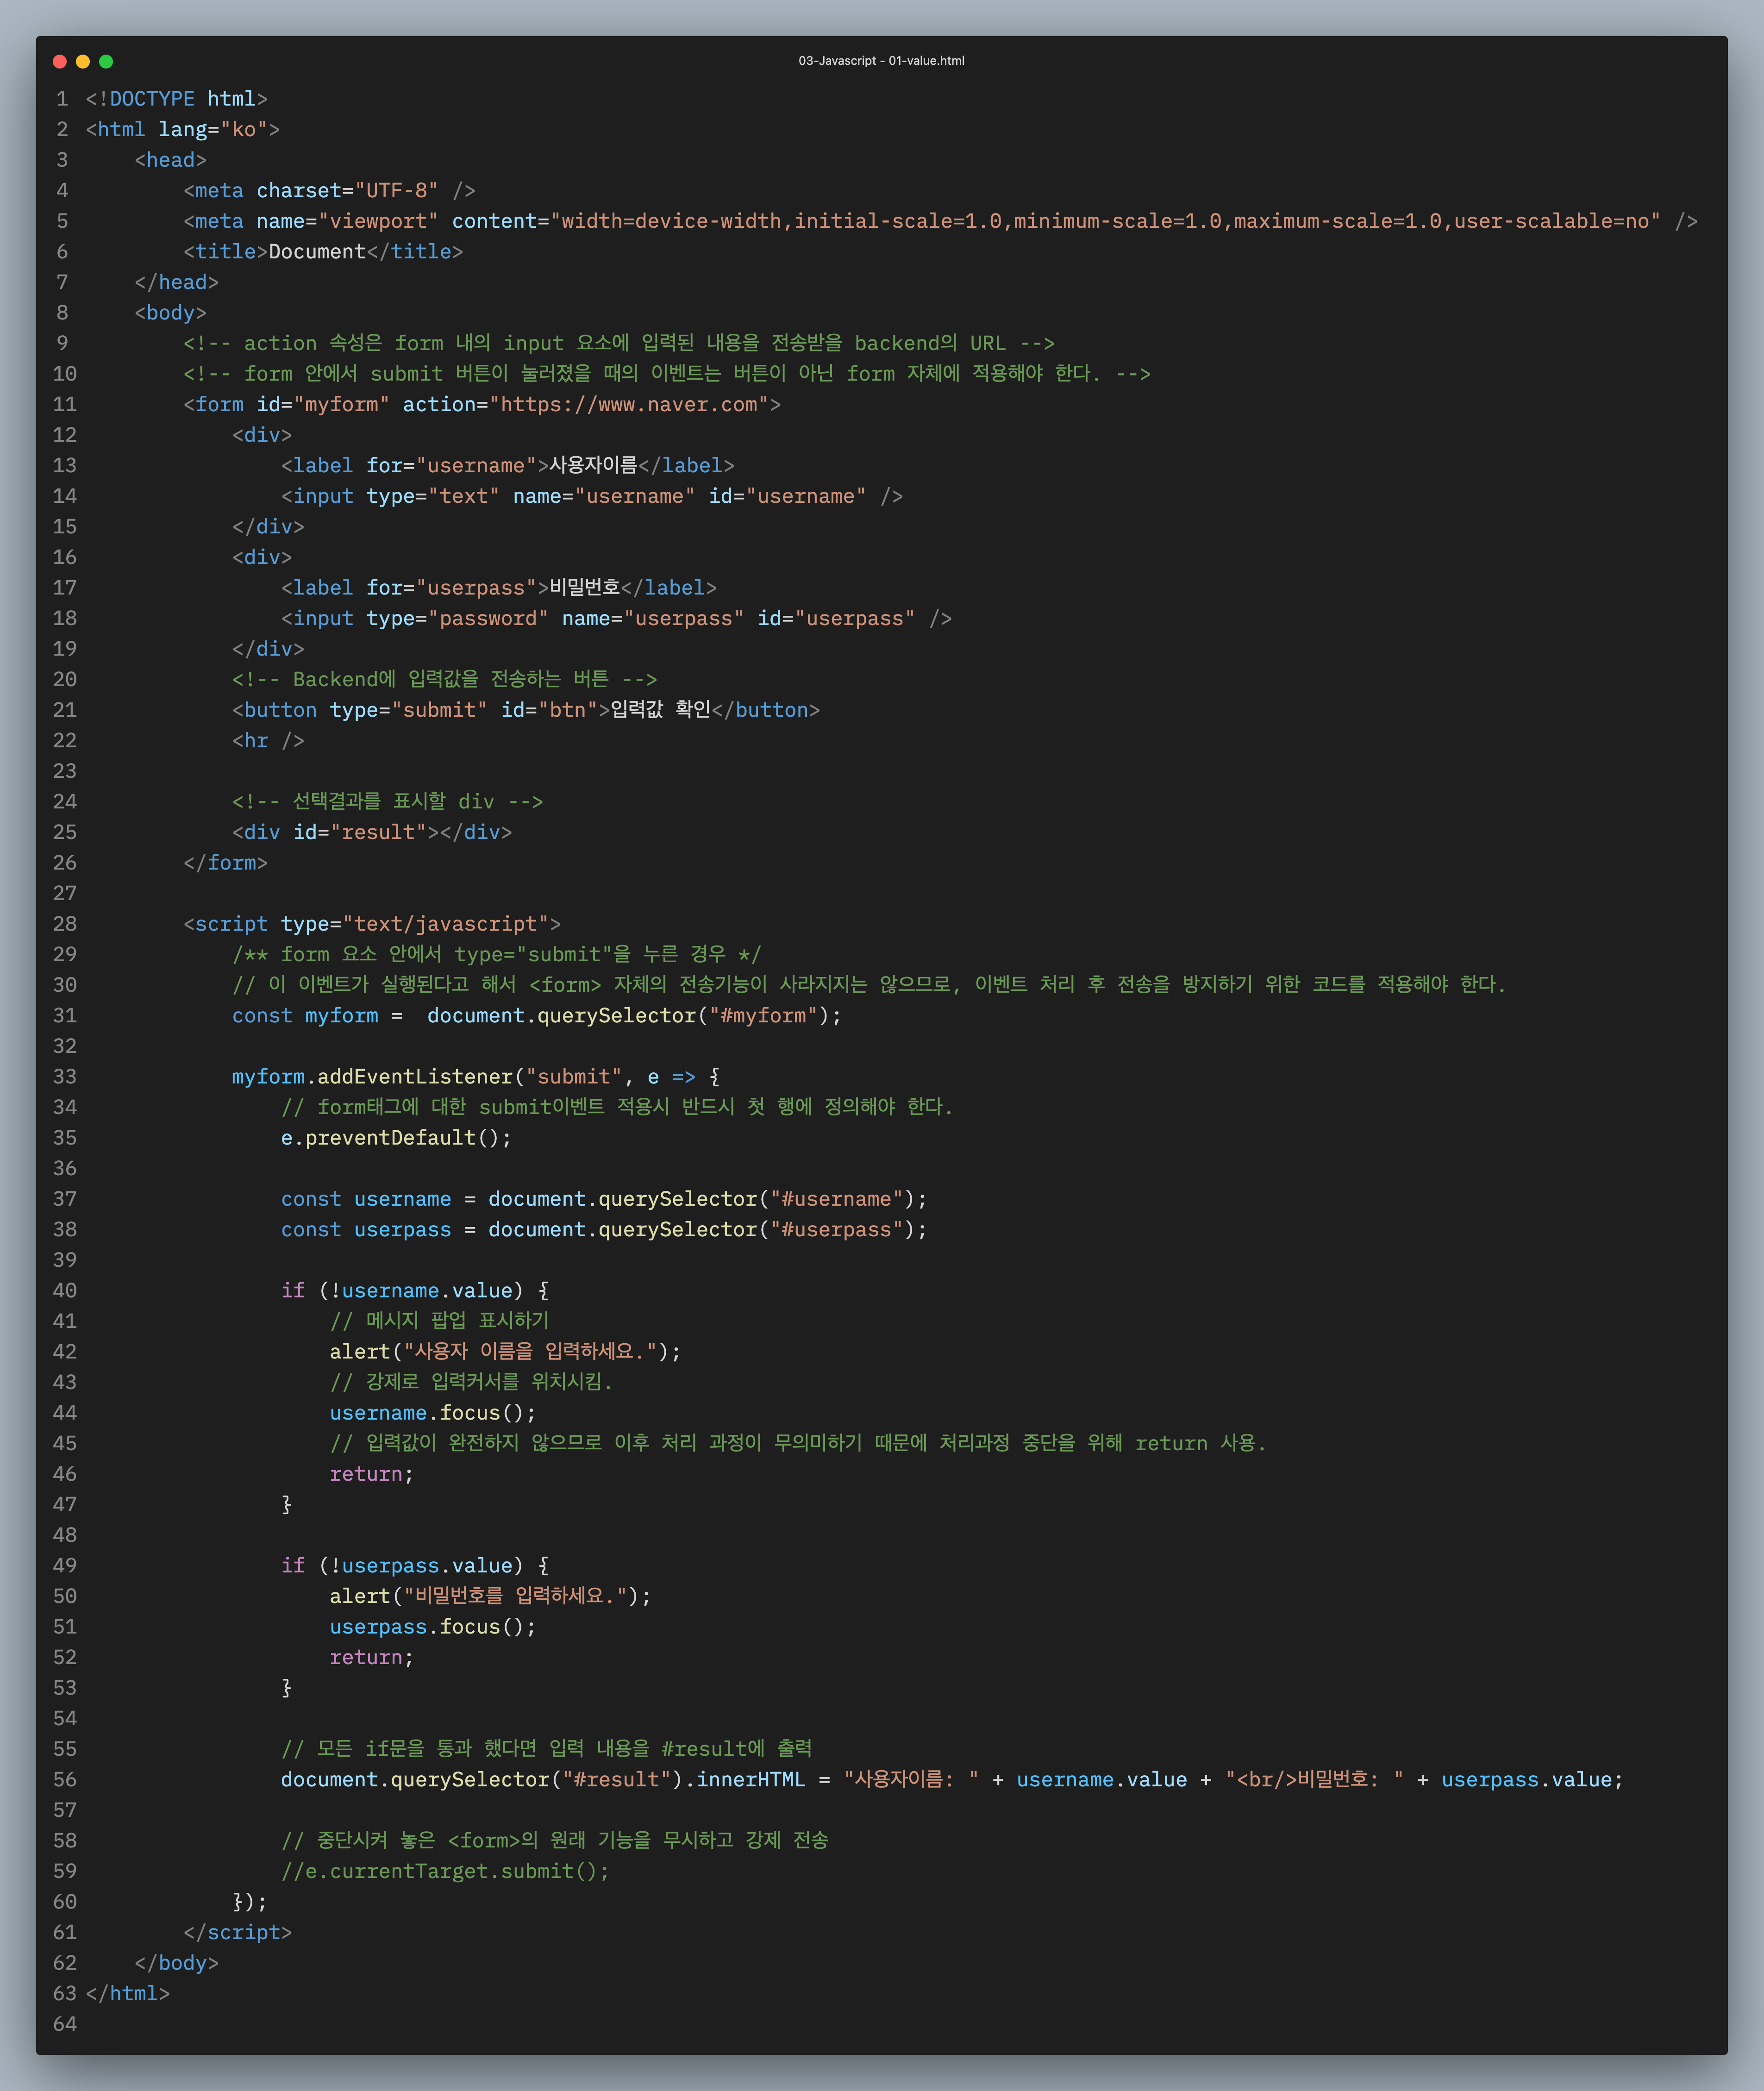 03-Javascript - 01-value.html
1 <!DOCTYPE html>
2 <html lang="ko">
3     <head>
4         <meta charset="UTF-8" />
5         <meta name="viewport" content="width=device-width,initial-scale=1.0,minimum-scale=1.0,maximum-scale=1.0,user-scalable=no" />
6         <title>Document</title>
7     </head>
8     <body>
9         <!-- action 속성은 form 내의 input 요소에 입력된 내용을 전송받을 backend의 URL -->
10         <!-- form 안에서 submit 버튼이 눌러졌을 때의 이벤트는 버튼이 아닌 form 자체에 적용해야 한다. -->
11         <form id="myform" action="https://www.naver.com">
12             <div>
13                 <label for="username">사용자이름</label>
14                 <input type="text" name="username" id="username" />
15             </div>
16             <div>
17                 <label for="userpass">비밀번호</label>
18                 <input type="password" name="userpass" id="userpass" />
19             </div>
20             <!-- Backend에 입력값을 전송하는 버튼 -->
21             <button type="submit" id="btn">입력값 확인</button>
22             <hr />
23
24             <!-- 선택결과를 표시할 div -->
25             <div id="result"></div>
26         </form>
27
28         <script type="text/javascript">
29             /** form 요소 안에서 type="submit"을 누른 경우 */
30             // 이 이벤트가 실행된다고 해서 <form> 자체의 전송기능이 사라지지는 않으므로, 이벤트 처리 후 전송을 방지하기 위한 코드를 적용해야 한다.
31             const myform =  document.querySelector("#myform");
32
33             myform.addEventListener("submit", e => {
34                 // form태그에 대한 submit이벤트 적용시 반드시 첫 행에 정의해야 한다.
35                 e.preventDefault();
36
37                 const username = document.querySelector("#username");
38                 const userpass = document.querySelector("#userpass");
39
40                 if (!username.value) {
41                     // 메시지 팝업 표시하기
42                     alert("사용자 이름을 입력하세요.");
43                     // 강제로 입력커서를 위치시킴.
44                     username.focus();
45                     // 입력값이 완전하지 않으므로 이후 처리 과정이 무의미하기 때문에 처리과정 중단을 위해 return 사용.
46                     return;
47                 }
48
49                 if (!userpass.value) {
50                     alert("비밀번호를 입력하세요.");
51                     userpass.focus();
52                     return;
53                 }
54
55                 // 모든 if문을 통과 했다면 입력 내용을 #result에 출력
56                 document.querySelector("#result").innerHTML = "사용자이름: " + username.value + "<br/>비밀번호: " + userpass.value;
57
58                 // 중단시켜 놓은 <form>의 원래 기능을 무시하고 강제 전송
59                 //e.currentTarget.submit();
60             });
61         </script>
62     </body>
63 </html>
64